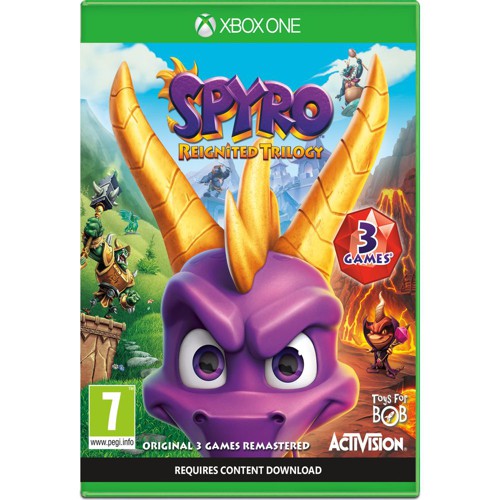 XBOX ONE
SPYRO
REIGNITED TRILOGY
3
GAMES*
7
www.pegi.info
ORIGINAL 3 GAMES REMASTERED
Toys For
BOB
ACTIVISION®
REQUIRES CONTENT DOWNLOAD